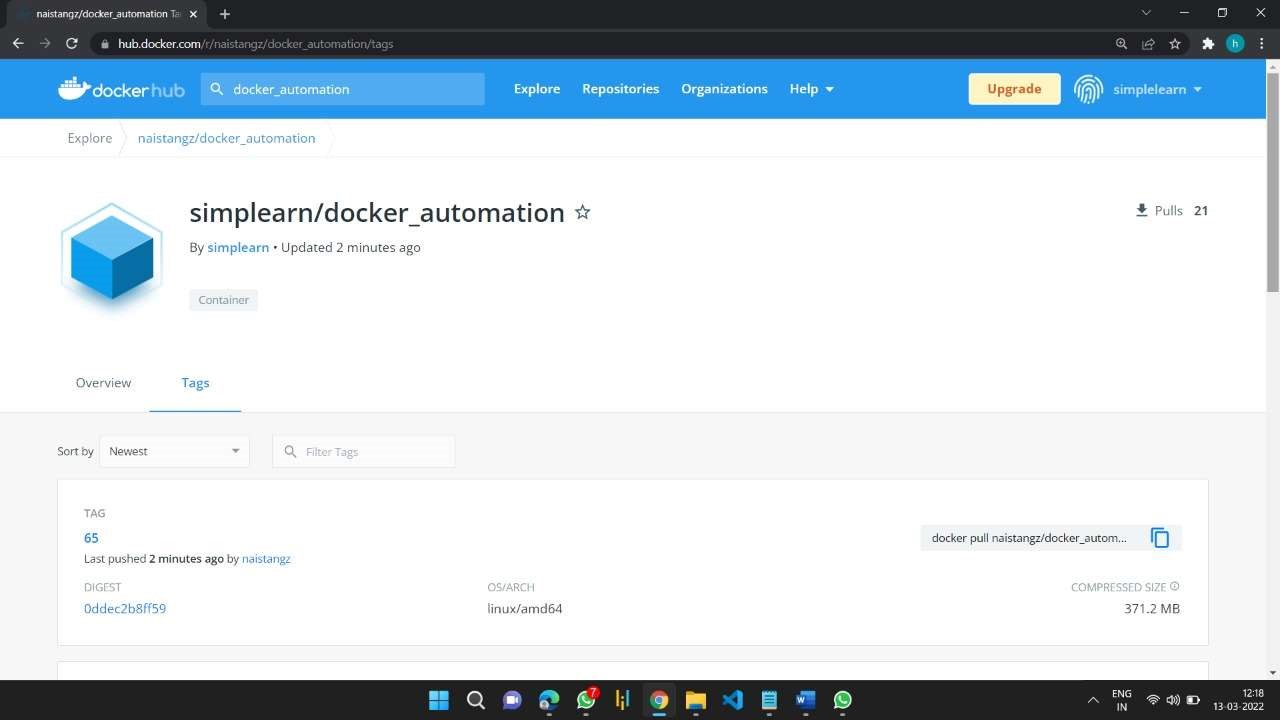 naistangz/docker_automation Ta
hub.docker.com/r/naistangz/docker_automation/tags
h
dockerhub
docker_automation
Explore
Repositories
Organizations
Help
Upgrade
simplelearn
Explore
naistangz/docker_automation
simplearn/docker_automation
Pulls 21
By simplearn • Updated 2 minutes ago
Container
Overview
Tags
Sort by
Newest
Filter Tags
TAG
65
docker pull naistangz/docker_autom...
Last pushed 2 minutes ago by naistangz
DIGEST
OS/ARCH
COMPRESSED SIZE
0ddec2b8ff59
linux/amd64
371.2 MB
7
ENG
IN
12:18
13-03-2022